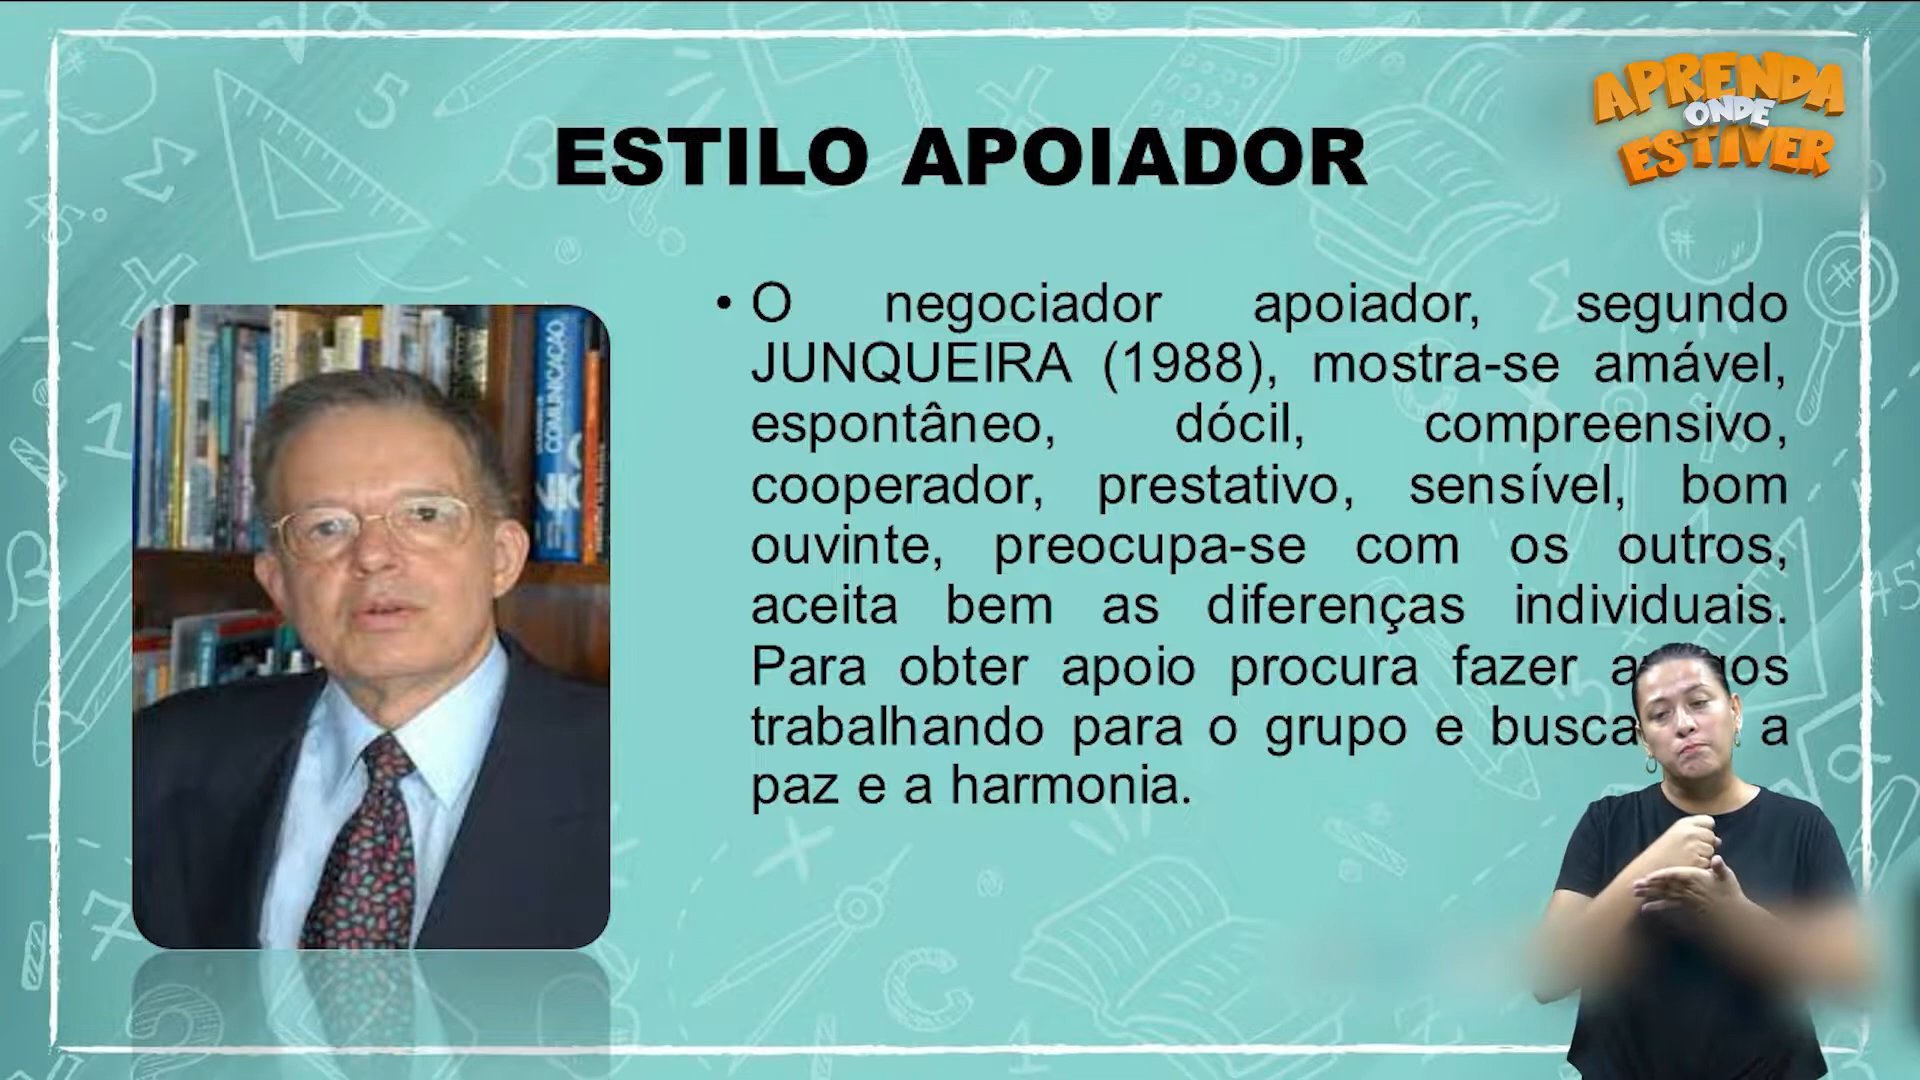 APRENDA
ONDE
ESTIVER
ESTILO APOIADOR
• O negociador apoiador, segundo
JUNQUEIRA (1988), mostra-se amável,
espontâneo, dócil, compreensivo,
cooperador, prestativo, sensível, bom
ouvinte, preocupa-se com os outros,
aceita bem as diferenças individuais.
Para obter apoio procura fazer
trabalhando para o grupo e a
paz e a harmonia.
COMUNICAÇÃO